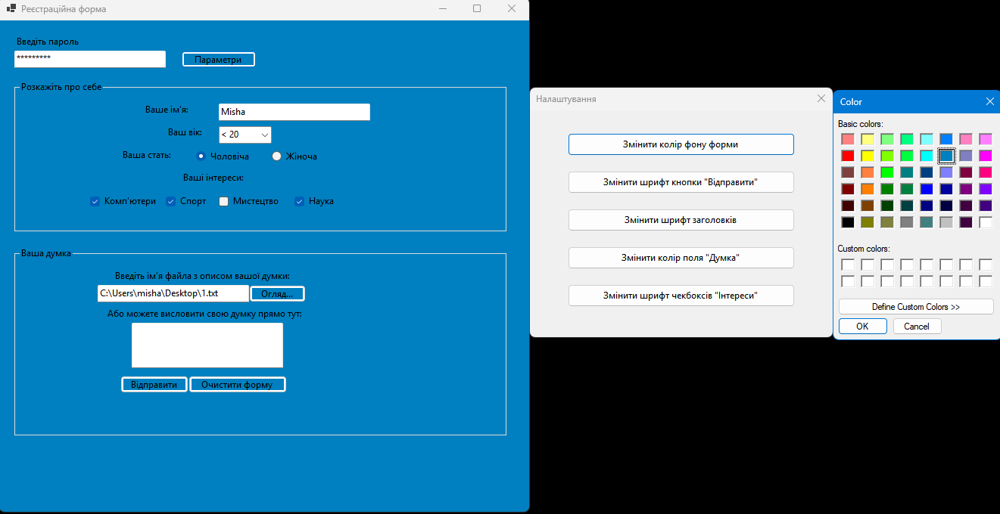 Реєстраційна форма
Введіть пароль
*********
Параметри
Розкажіть про себе
Ваше ім'я:
Misha
Ваш вік:
< 20
Ваша стать:
Чоловіча
Жіноча
Ваші інтереси:
Комп'ютери
Спорт
Мистецтво
Наука
Ваша думка
Введіть ім'я файла з описом вашої думки:
C:\Users\misha\Desktop\1.txt
Огляд...
Або можете висловити свою думку прямо тут:
Відправити
Очистити форму
Налаштування
Змінити колір фону форми
Змінити шрифт кнопки "Відправити"
Змінити шрифт заголовків
Змінити колір поля "Думка"
Змінити шрифт чекбоксів "Інтереси"
Color
Basic colors:
Custom colors:
Define Custom Colors >>
OK
Cancel